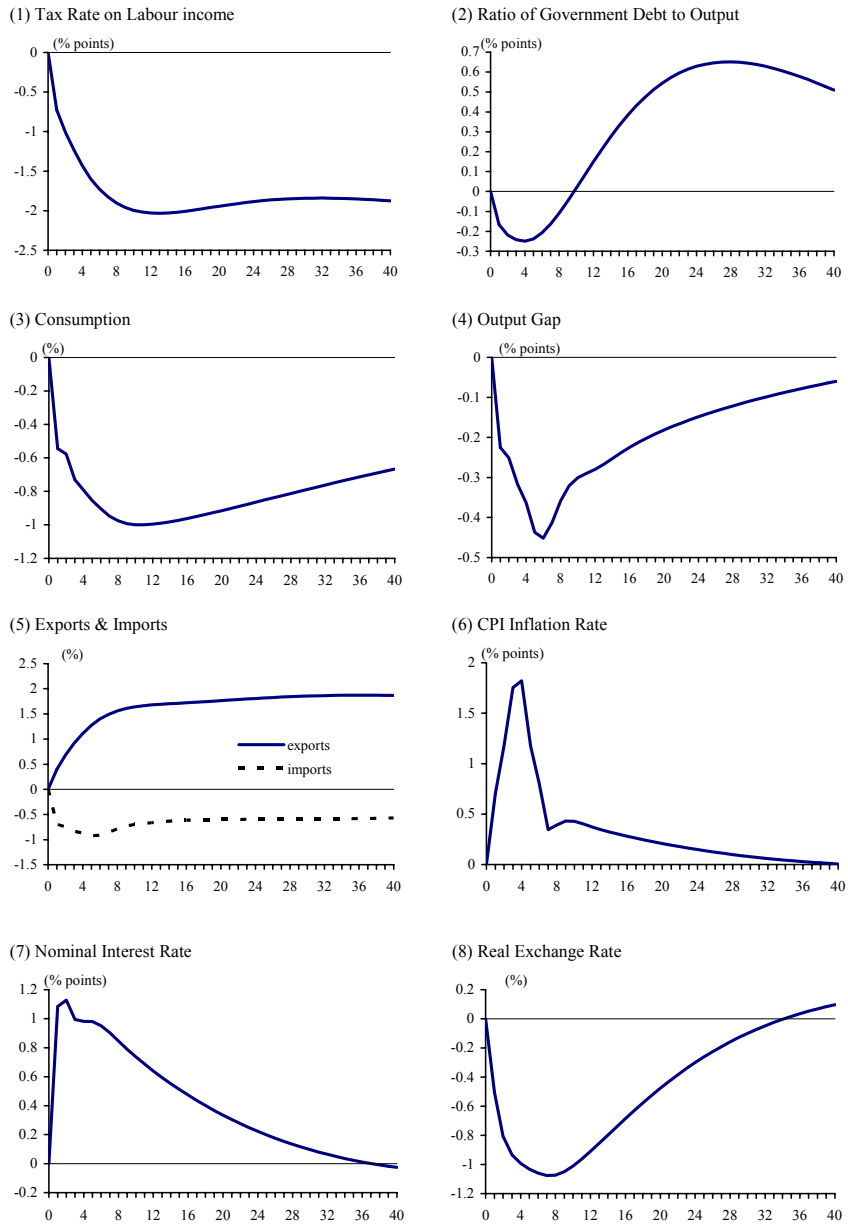 (1) Tax Rate on Labour income
(% points)
0
-0.5
-1
-1.5
-2
-2.5
0 4 8 12 16 20 24 28 32 36 40
(2) Ratio of Government Debt to Output
(% points)
0.7
0.6
0.5
0.4
0.3
0.2
0.1
0
-0.1
-0.2
-0.3
0 4 8 12 16 20 24 28 32 36 40
(3) Consumption
(%)
0
-0.2
-0.4
-0.6
-0.8
-1
-1.2
0 4 8 12 16 20 24 28 32 36 40
(4) Output Gap
(% points)
0
-0.1
-0.2
-0.3
-0.4
-0.5
0 4 8 12 16 20 24 28 32 36 40
(5) Exports & Imports
(%)
2.5
2
1.5
1
0.5
0
-0.5
-1
-1.5
exports
imports
0 4 8 12 16 20 24 28 32 36 40
(6) CPI Inflation Rate
(% points)
2
1.5
1
0.5
0
0 4 8 12 16 20 24 28 32 36 40
(7) Nominal Interest Rate
(% points)
1.2
1
0.8
0.6
0.4
0.2
0
-0.2
0 4 8 12 16 20 24 28 32 36 40
(8) Real Exchange Rate
(%)
0.2
0
-0.2
-0.4
-0.6
-0.8
-1
-1.2
0 4 8 12 16 20 24 28 32 36 40